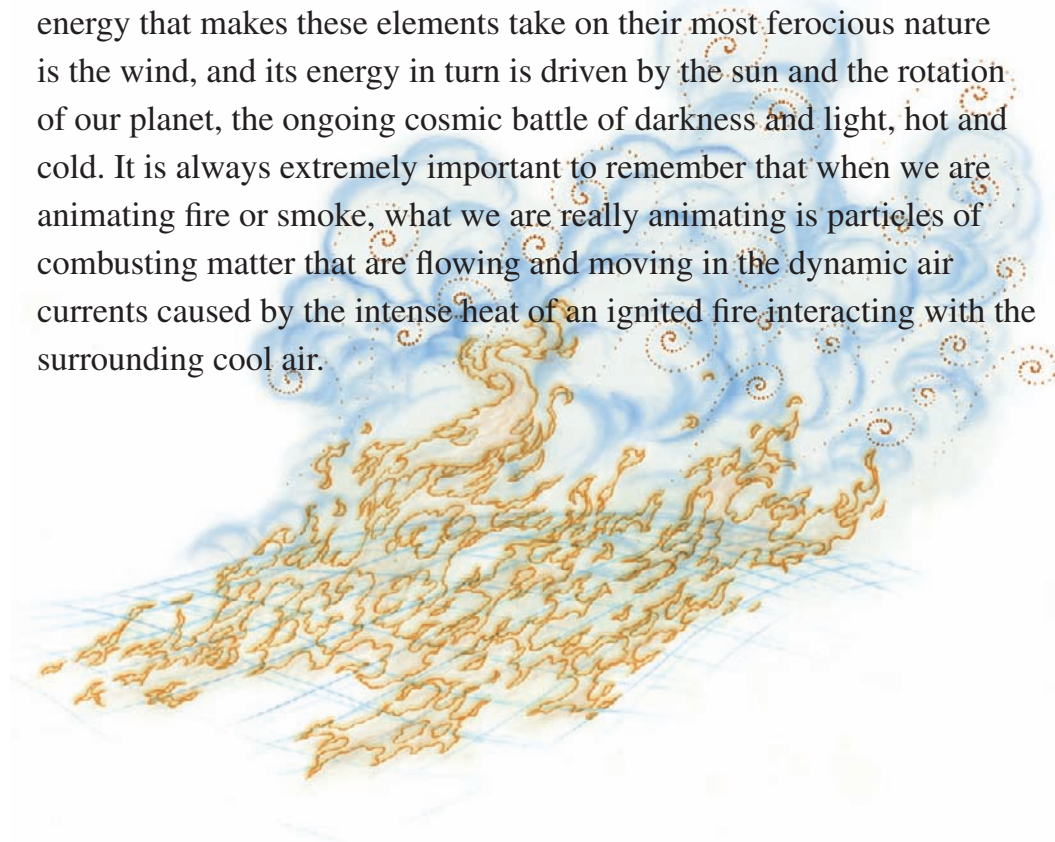 energy that makes these elements take on their most ferocious nature
is the wind, and its energy in turn is driven by the sun and the rotation
of our planet, the ongoing cosmic battle of darkness and light, hot and
cold. It is always extremely important to remember that when we are
animating fire or smoke, what we are really animating is particles of
combusting matter that are flowing and moving in the dynamic air
currents caused by the intense heat of an ignited fire interacting with the
surrounding cool air.